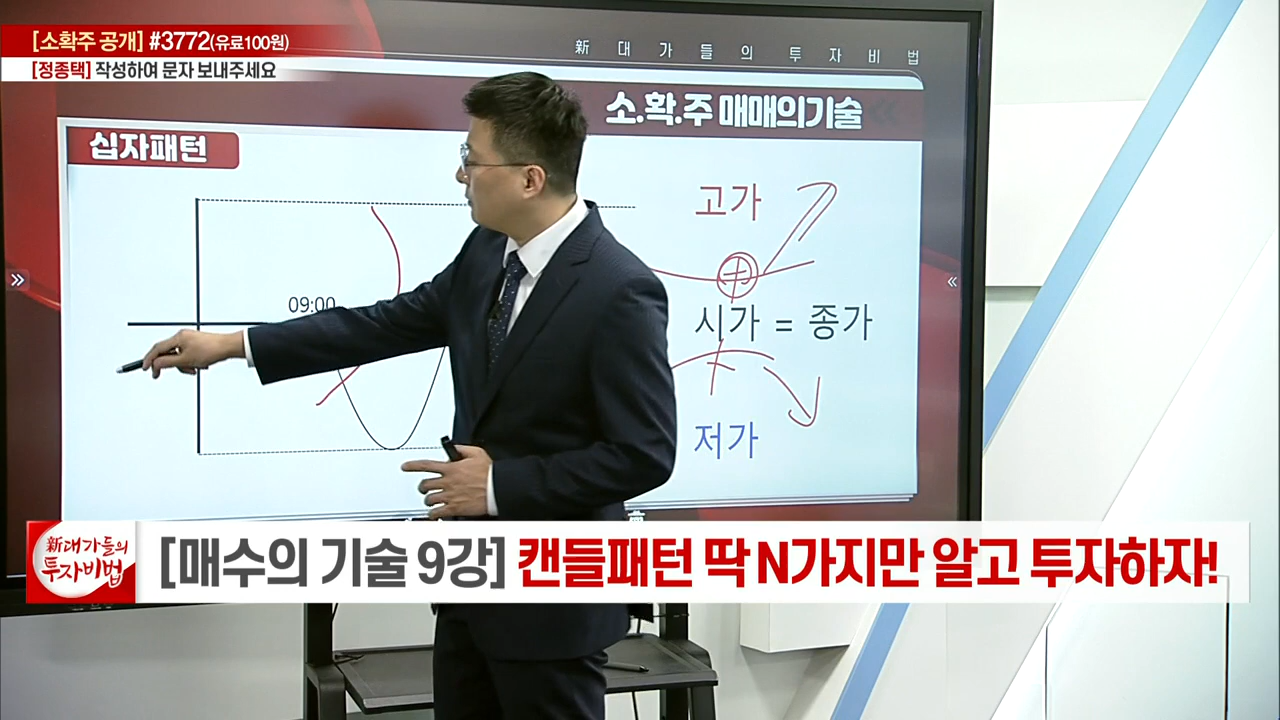 [소확주 공개] #3772(유료100원)
[정종택] 작성하여 문자 보내주세요
新 대 가 들 의 투 자 비 법
소.확.주 매매의기술
십자패턴
고가
09:00
시가 = 종가
저가
新대가들의
투자비법
[매수의 기술 9강] 캔들패턴 딱 N가지만 알고 투자하자!